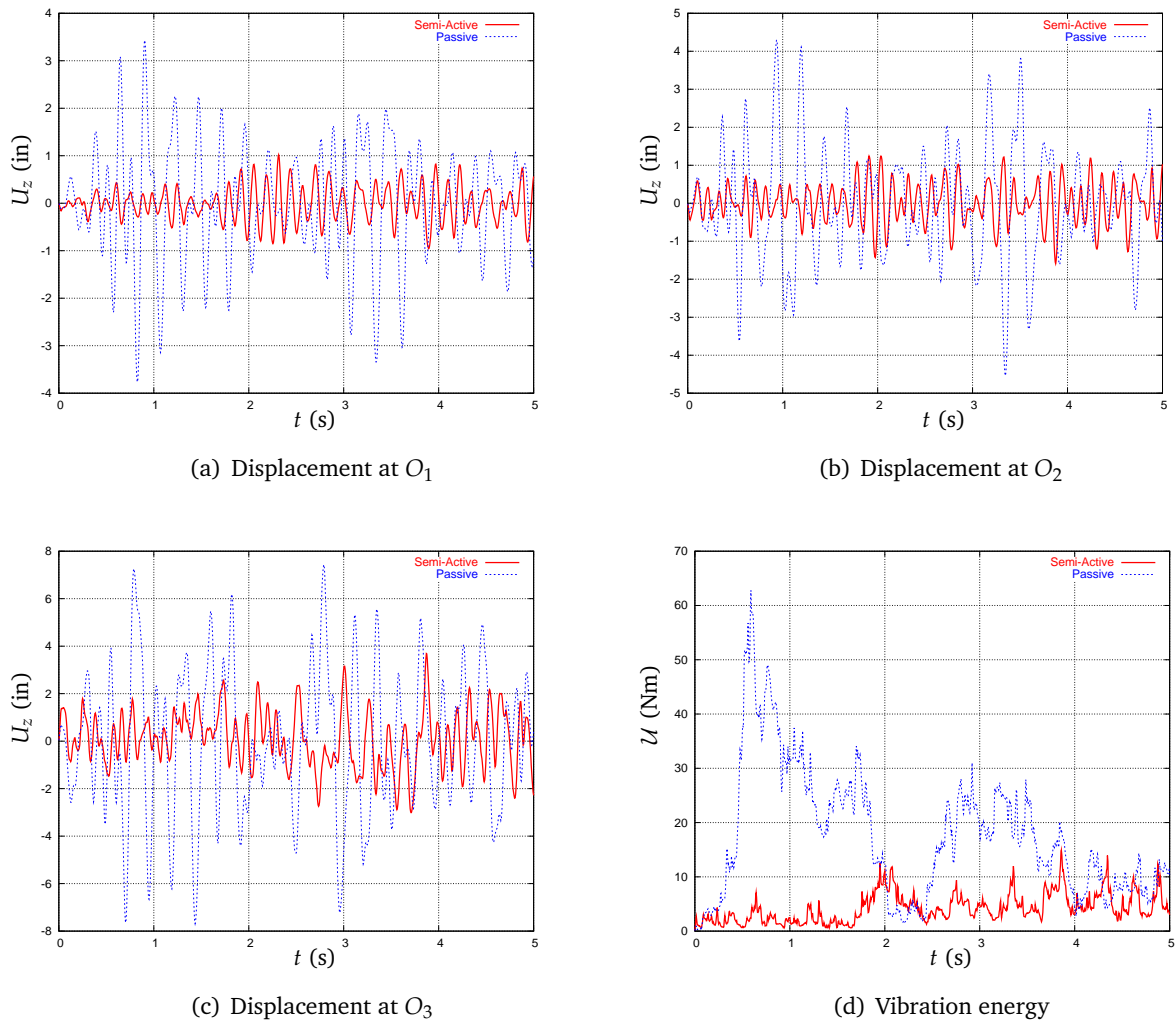 4
3
2
1
0
-1
-2
-3
-4
U_z (in)
Semi-Active
Passive
0 1 2 3 4 5
t (s)
(a) Displacement at O_1
5
4
3
2
1
0
-1
-2
-3
-4
-5
U_z (in)
Semi-Active
Passive
0 1 2 3 4 5
t (s)
(b) Displacement at O_2
8
6
4
2
0
-2
-4
-6
-8
U_z (in)
Semi-Active
Passive
0 1 2 3 4 5
t (s)
(c) Displacement at O_3
70
60
50
40
30
20
10
0
U (Nm)
Semi-Active
Passive
0 1 2 3 4 5
t (s)
(d) Vibration energy